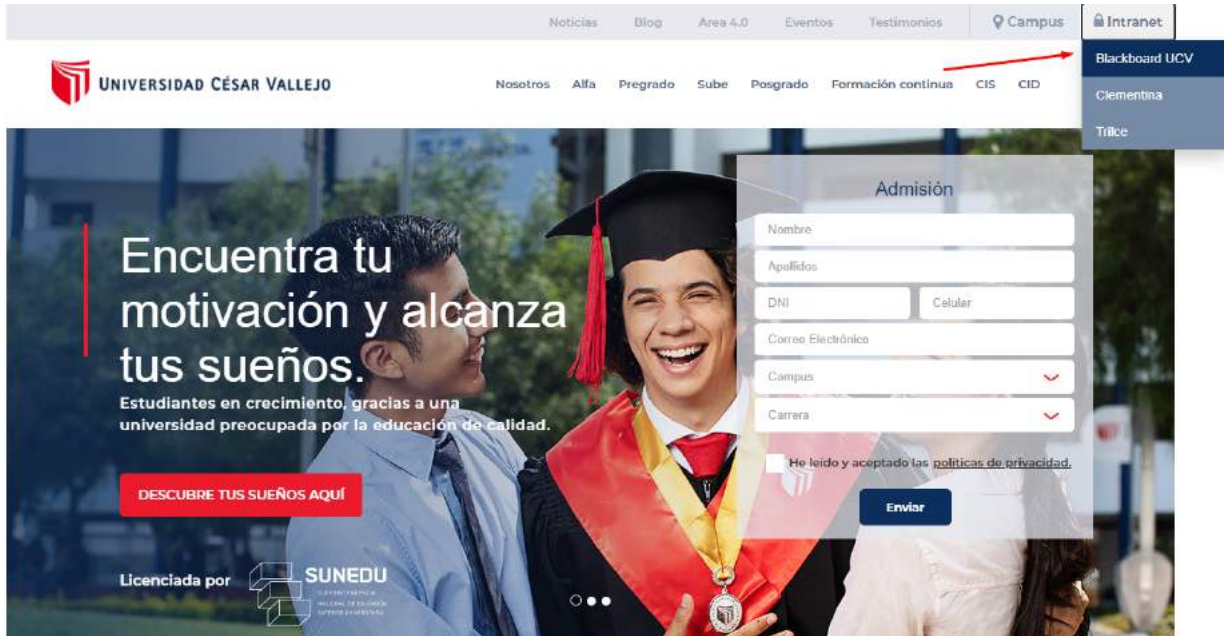 Noticias Blog Area 4.0 Eventos Testimonios Campus Intranet
Blackboard UCV
Clementina
Trilce
UNIVERSIDAD CÉSAR VALLEJO
Nosotros Alfa Pregrado Sube Posgrado Formación continua CIS CID
Encuentra tu
motivación y alcanza
tus sueños.
Estudiantes en crecimiento, gracias a una
universidad preocupada por la educación de calidad.
DESCUBRE TUS SUEÑOS AQUÍ
Licenciada por
SUNEDU
Admisión
Nombre
Apellidos
DNI Celular
Correo Electrónico
Campus
Carrera
He leído y aceptado las políticas de privacidad.
Enviar